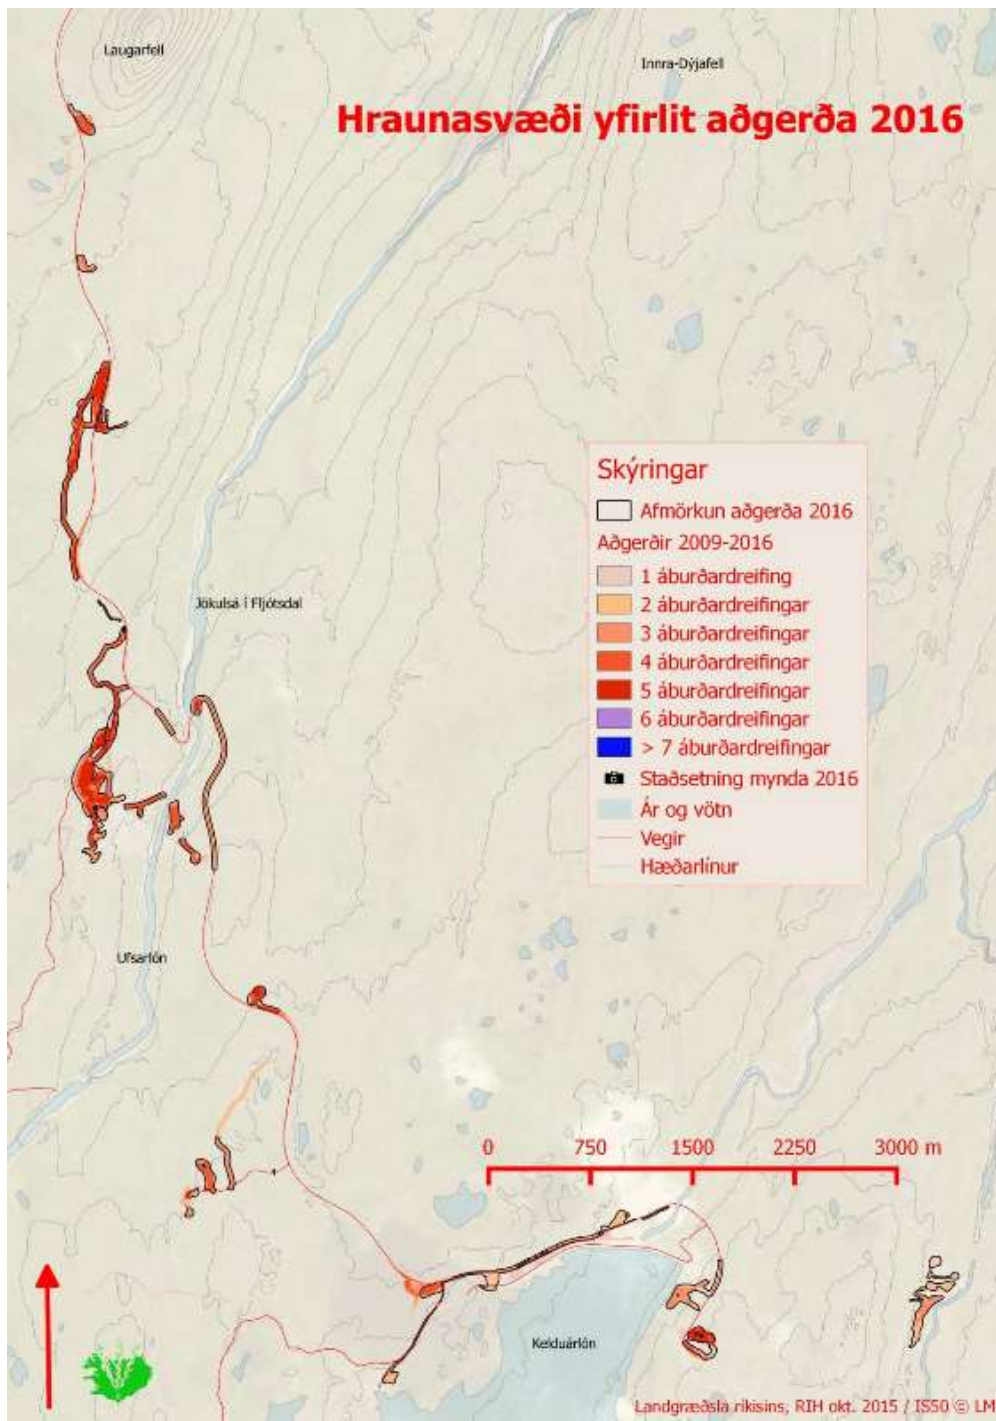 Laugarfell
Innra-Dýjafell
Hraunasvæði yfirlit aðgerða 2016
Skýringar
Afmörkun aðgerða 2016
Aðgerðir 2009-2016
1 áburðardreifing
2 áburðardreifingar
3 áburðardreifingar
4 áburðardreifingar
5 áburðardreifingar
6 áburðardreifingar
> 7 áburðardreifingar
Staðsetning mynda 2016
Ár og vötn
Vegir
Hæðarlínur
Jökulsá í Fljótsdal
Ufsarlón
0 750 1500 2250 3000 m
Kelduárlón
Landgræðsla ríkisins, RIH okt. 2015 / IS50 © LM